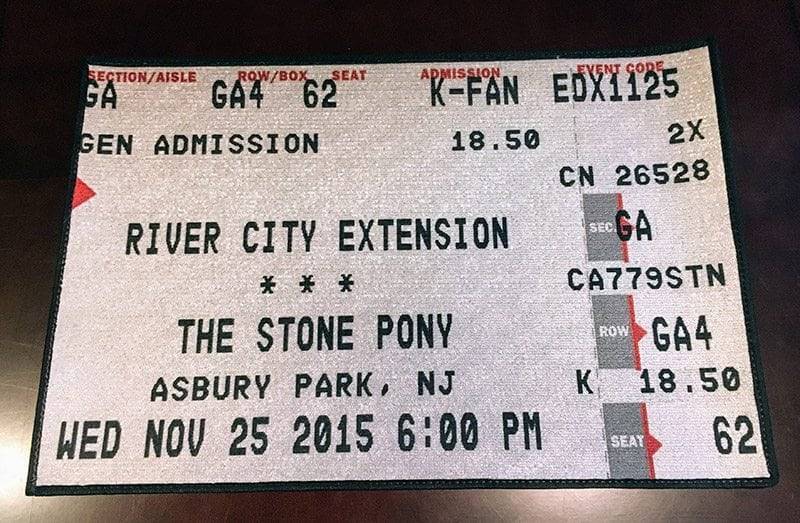 SECTION/AISLE ROW/BOX SEAT ADMISSION EVENT CODE
GA GA4 62 K-FAN EDX1125
GEN ADMISSION 18.50 2X
CN 26528
RIVER CITY EXTENSION SEC. GA
* * * CA779STN
THE STONE PONY ROW GA4
ASBURY PARK, NJ K 18.50
WED NOV 25 2015 6:00 PM SEAT 62